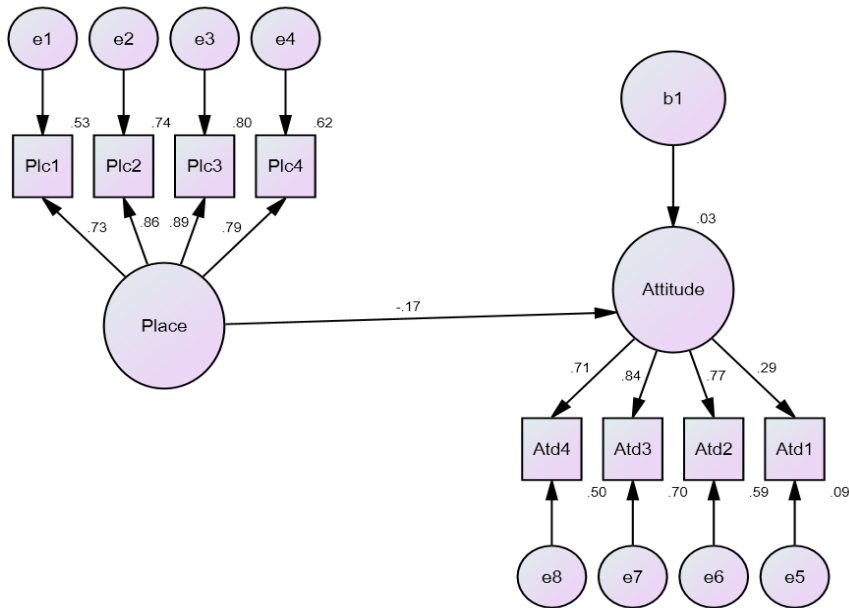 e1 e2 e3 e4
b1
.53 .74 .80 .62
Plc1 Plc2 Plc3 Plc4
.73 .86 .89 .79
.03
Attitude
Place
-.17
.71 .84 .77 .29
Atd4 Atd3 Atd2 Atd1
.50 .70 .59 .09
e8 e7 e6 e5